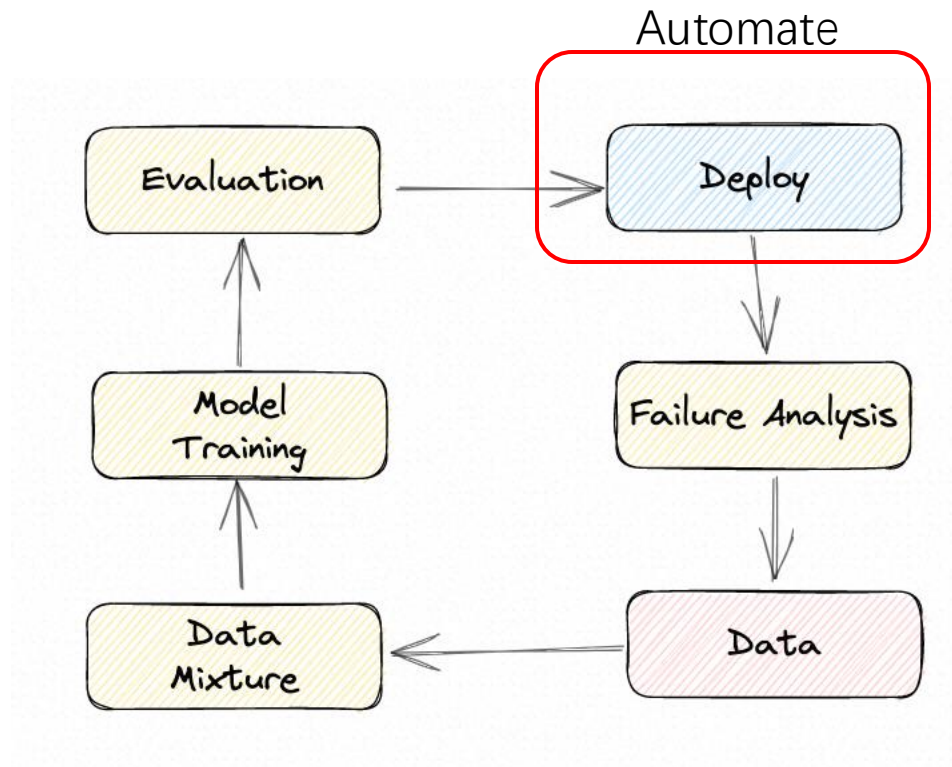 Automate
Evaluation
Deploy
Model
Training
Failure Analysis
Data
Mixture
Data